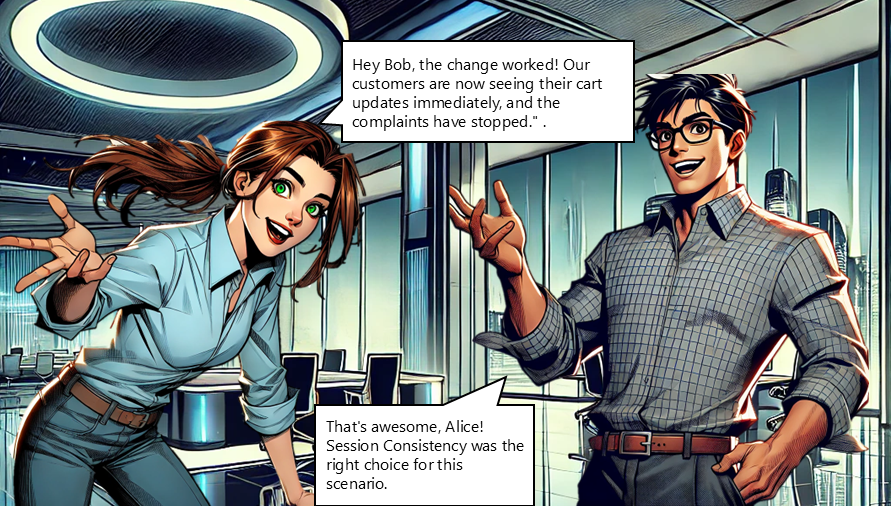 Hey Bob, the change worked! Our
customers are now seeing their cart
updates immediately, and the
complaints have stopped." .
That's awesome, Alice!
Session Consistency was the
right choice for this
scenario.